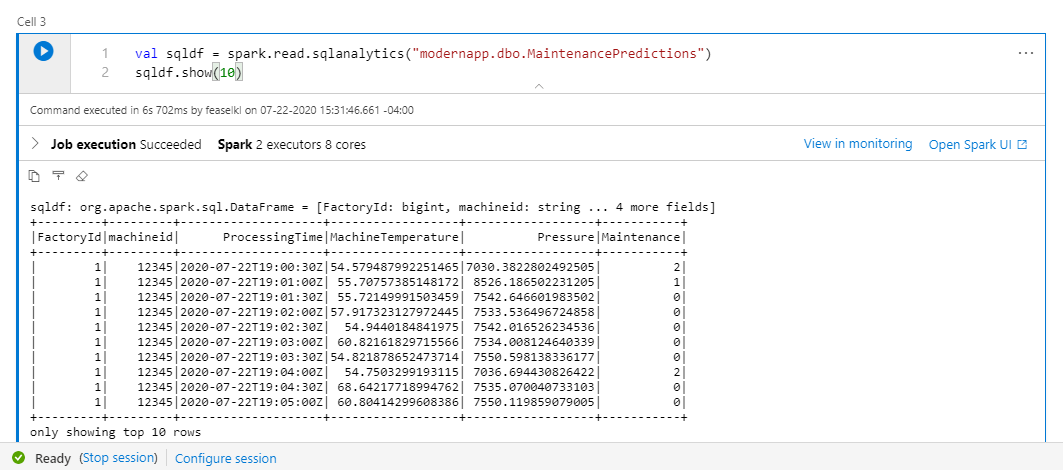 Cell 3
1 val sqldf = spark.read.sqlanalytics("modernapp.dbo.MaintenancePredictions")
2 sqldf.show(10)
...
Command executed in 6s 702ms by feaselkl on 07-22-2020 15:31:46.661 -04:00
Job execution Succeeded Spark 2 executors 8 cores View in monitoring Open Spark UI
sqldf: org.apache.spark.sql.DataFrame = [FactoryId: bigint, machineid: string ... 4 more fields]
+---------+---------+--------------------+------------------+------------------+-----------+
|FactoryId|machineid|      ProcessingTime|MachineTemperature|          Pressure|Maintenance|
+---------+---------+--------------------+------------------+------------------+-----------+
|        1|    12345|2020-07-22T19:00:30Z|54.579487992251465|7030.3822802492505|          2|
|        1|    12345|2020-07-22T19:01:00Z| 55.70757385148172| 8526.186502231205|          1|
|        1|    12345|2020-07-22T19:01:30Z| 55.72149991503459| 7542.646601983502|          0|
|        1|    12345|2020-07-22T19:02:00Z|57.917323127972445| 7533.536496724858|          0|
|        1|    12345|2020-07-22T19:02:30Z|  54.9440184841975| 7542.016526234536|          0|
|        1|    12345|2020-07-22T19:03:00Z| 60.82161829715566| 7534.008124640339|          0|
|        1|    12345|2020-07-22T19:03:30Z|54.821878652473714| 7550.598138336177|          0|
|        1|    12345|2020-07-22T19:04:00Z|  54.7503299193115| 7036.694430826422|          2|
|        1|    12345|2020-07-22T19:04:30Z| 68.64217718994762| 7535.070040733103|          0|
|        1|    12345|2020-07-22T19:05:00Z| 60.80414299608386| 7550.119859079005|          0|
+---------+---------+--------------------+------------------+------------------+-----------+
only showing top 10 rows
Ready (Stop session) Configure session